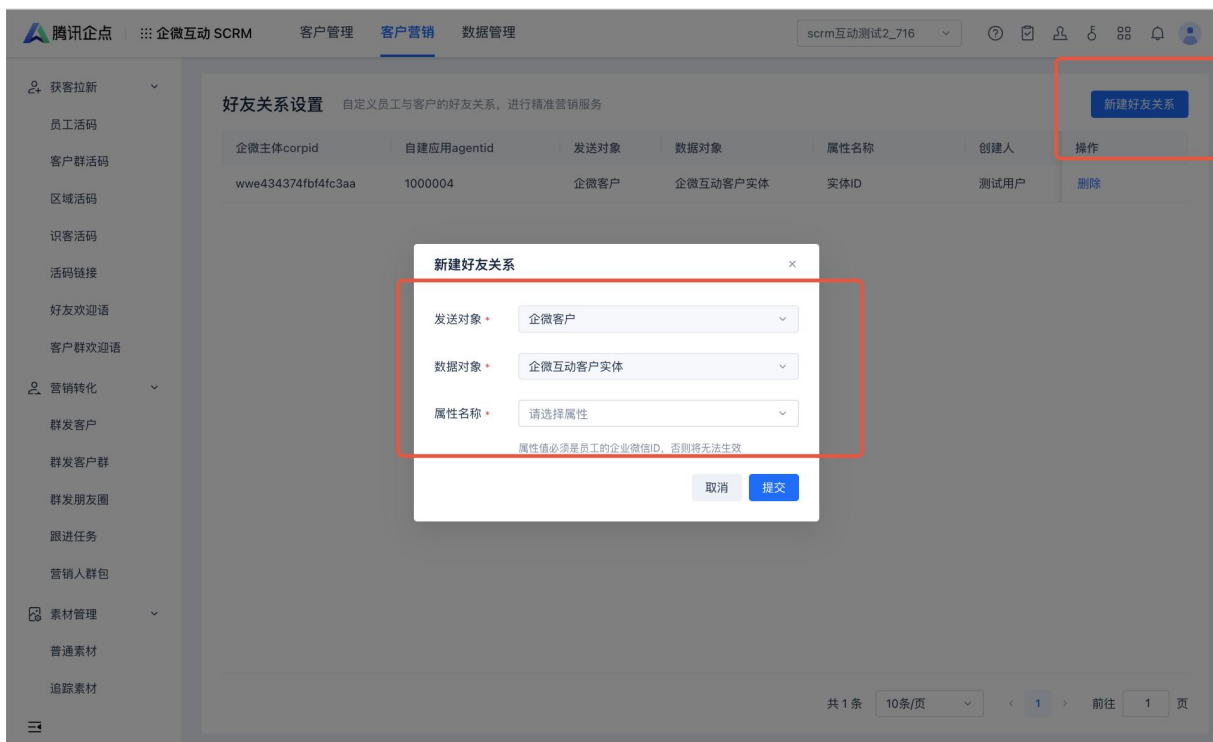 腾讯企点
企微互动 SCRM
客户管理
客户营销
数据管理
scrm互动测试2_716
获客拉新
员工活码
客户群活码
区域活码
识客活码
活码链接
好友欢迎语
客户群欢迎语
营销转化
群发客户
群发客户群
群发朋友圈
跟进任务
营销人群包
素材管理
普通素材
追踪素材
好友关系设置
自定义员工与客户的好友关系，进行精准营销服务
新建好友关系
企微主体corpid
自建应用agentid
发送对象
数据对象
属性名称
创建人
操作
wwe434374fbf4fc3aa
1000004
企微客户
企微互动客户实体
实体ID
测试用户
删除
新建好友关系
发送对象 *
企微客户
数据对象 *
企微互动客户实体
属性名称 *
请选择属性
属性值必须是员工的企业微信ID，否则将无法生效
取消
提交
共 1 条
10条/页
1
前往
1
页